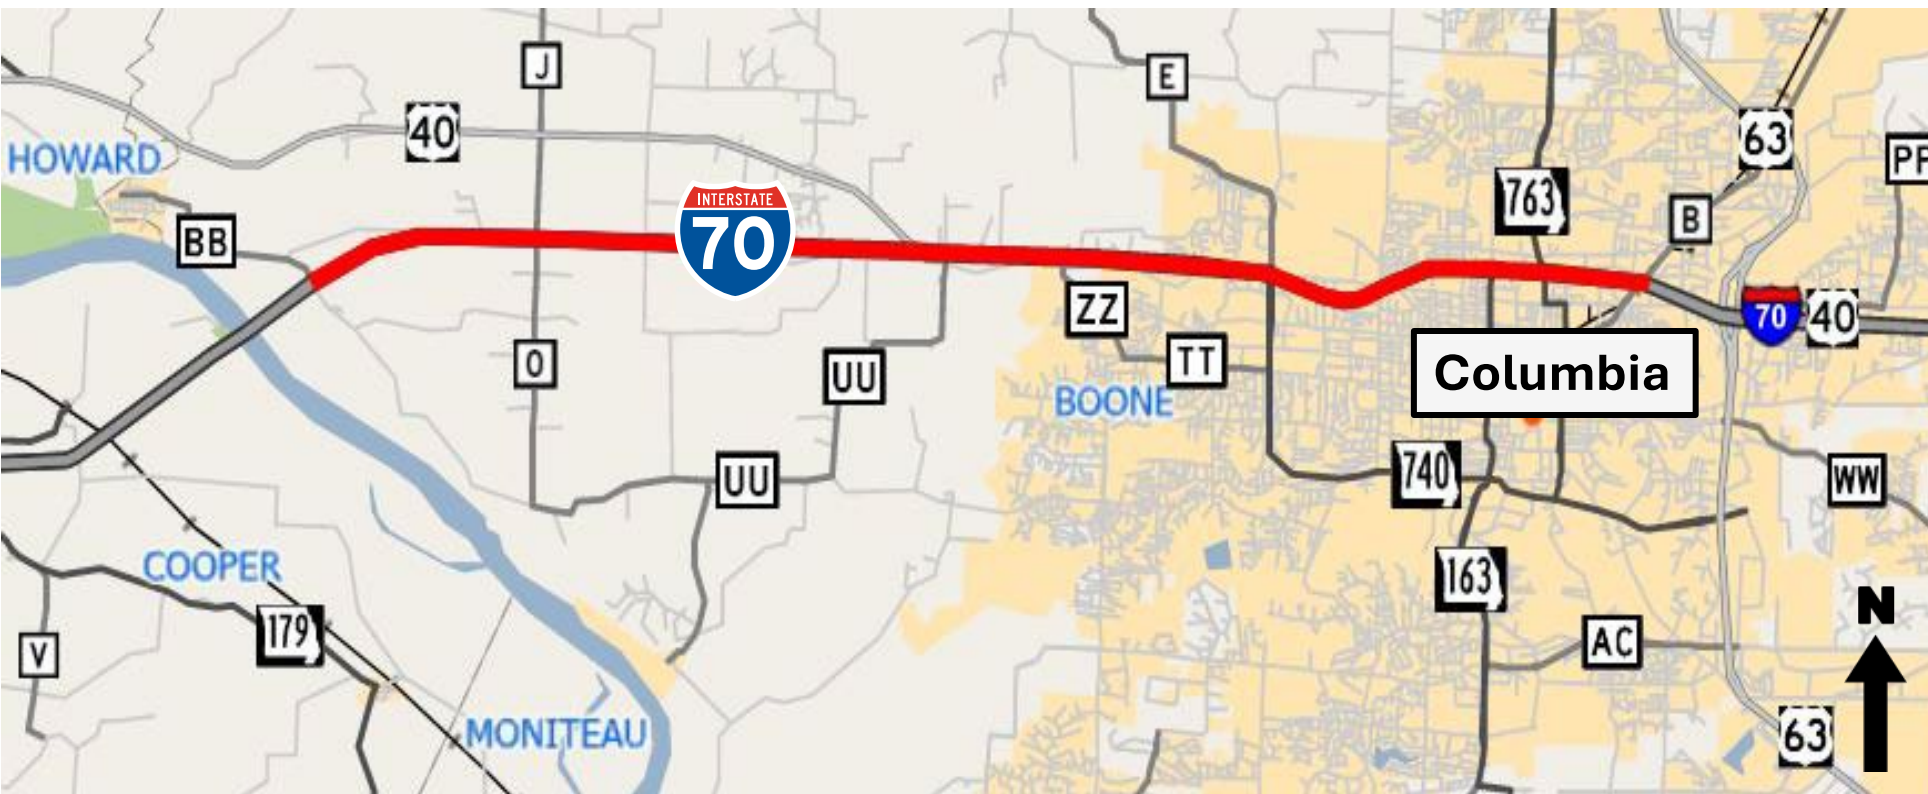 J
E
40
63
HOWARD
PF
763
INTERSTATE
70
B
BB
ZZ
70
40
TT
O
UU
Columbia
BOONE
740
UU
WW
COOPER
163
N
179
AC
V
MONITEAU
63